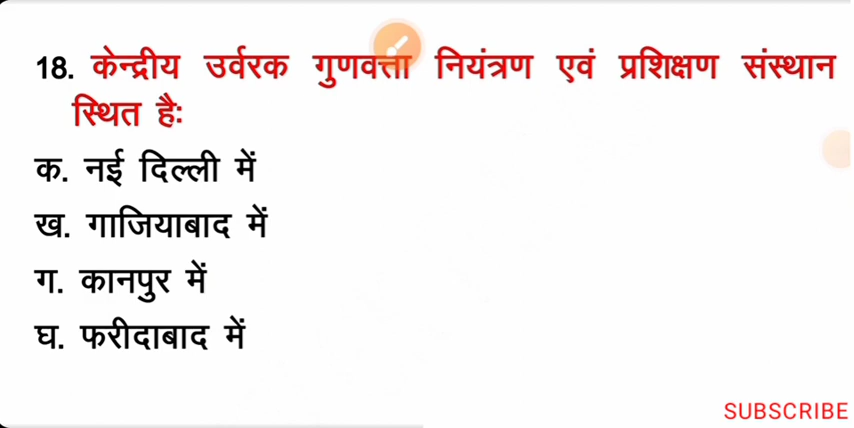 18. केन्द्रीय उर्वरक गुणवत्ता नियंत्रण एवं प्रशिक्षण संस्थान
स्थित है:
क. नई दिल्ली में
ख. गाजियाबाद में
ग. कानपुर में
घ. फरीदाबाद में
SUBSCRIBE